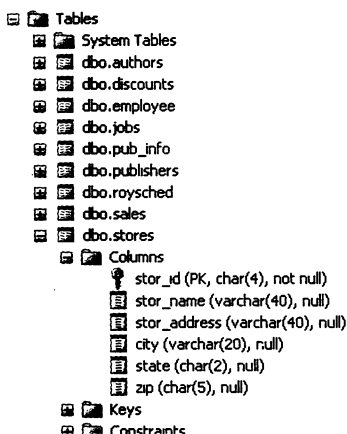 Tables
System Tables
dbo.authors
dbo.discounts
dbo.employee
dbo.jobs
dbo.pub_info
dbo.publishers
dbo.roysched
dbo.sales
dbo.stores
Columns
stor_id (PK, char(4), not null)
stor_name (varchar(40), null)
stor_address (varchar(40), null)
city (varchar(20), null)
state (char(2), null)
zip (char(5), null)
Keys
Constraints